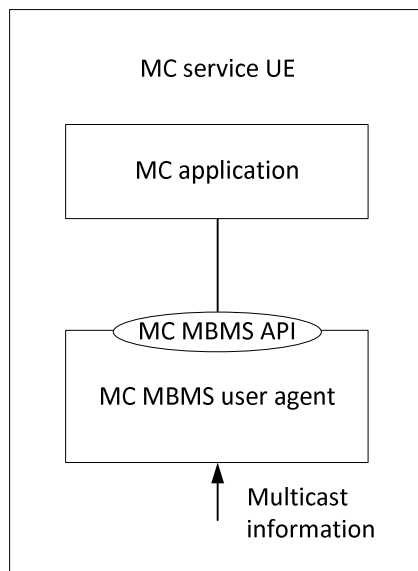 MC service UE
MC application
MC MBMS API
MC MBMS user agent
Multicast
information